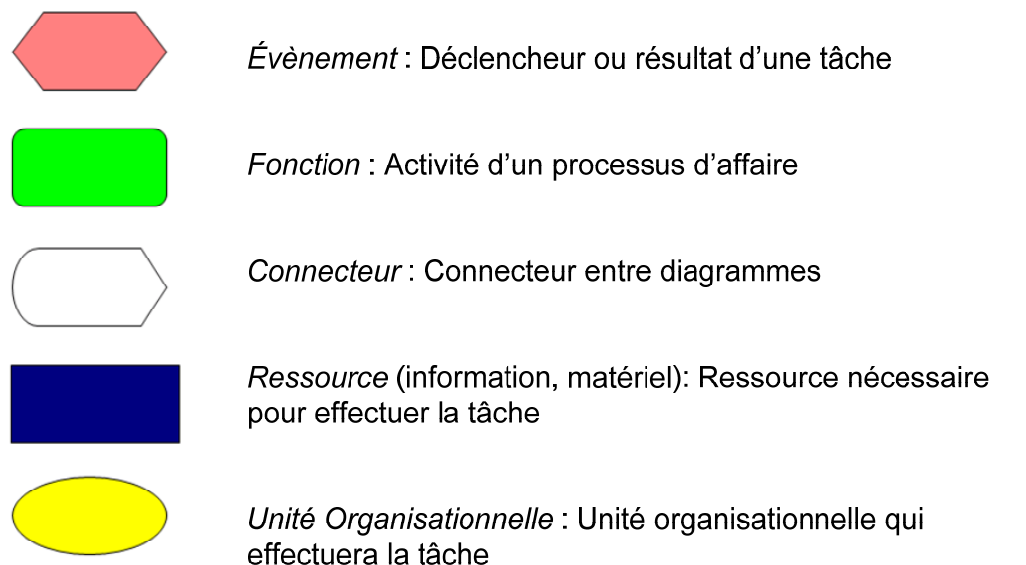 Évènement : Déclencheur ou résultat d'une tâche
Fonction : Activité d'un processus d'affaire
Connecteur : Connecteur entre diagrammes
Ressource (information, matériel): Ressource nécessaire
pour effectuer la tâche
Unité Organisationnelle : Unité organisationnelle qui
effectuera la tâche